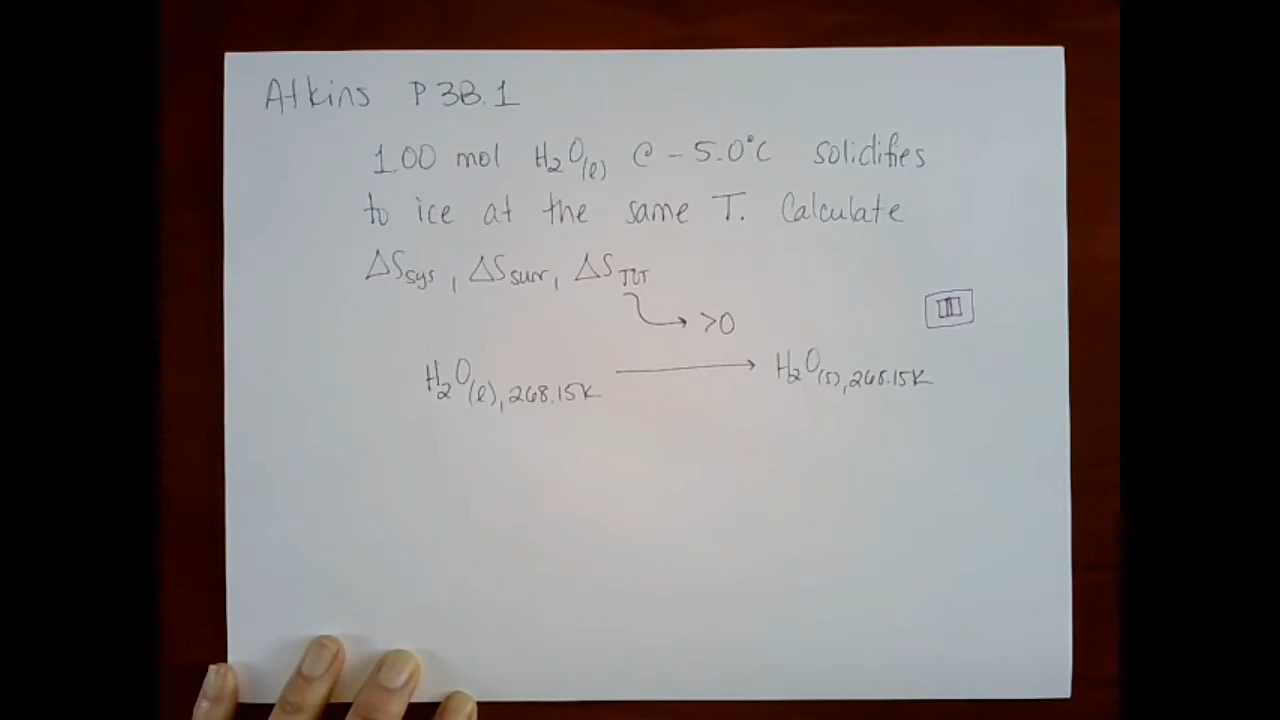 Atkins P3B.1
1.00 mol H₂O(ℓ) @ -5.0°C solidifies
to ice at the same T. Calculate
ΔSsys, ΔSsurr, ΔSTOT
>0
H₂O(ℓ), 268.15K → H₂O(s), 268.15K